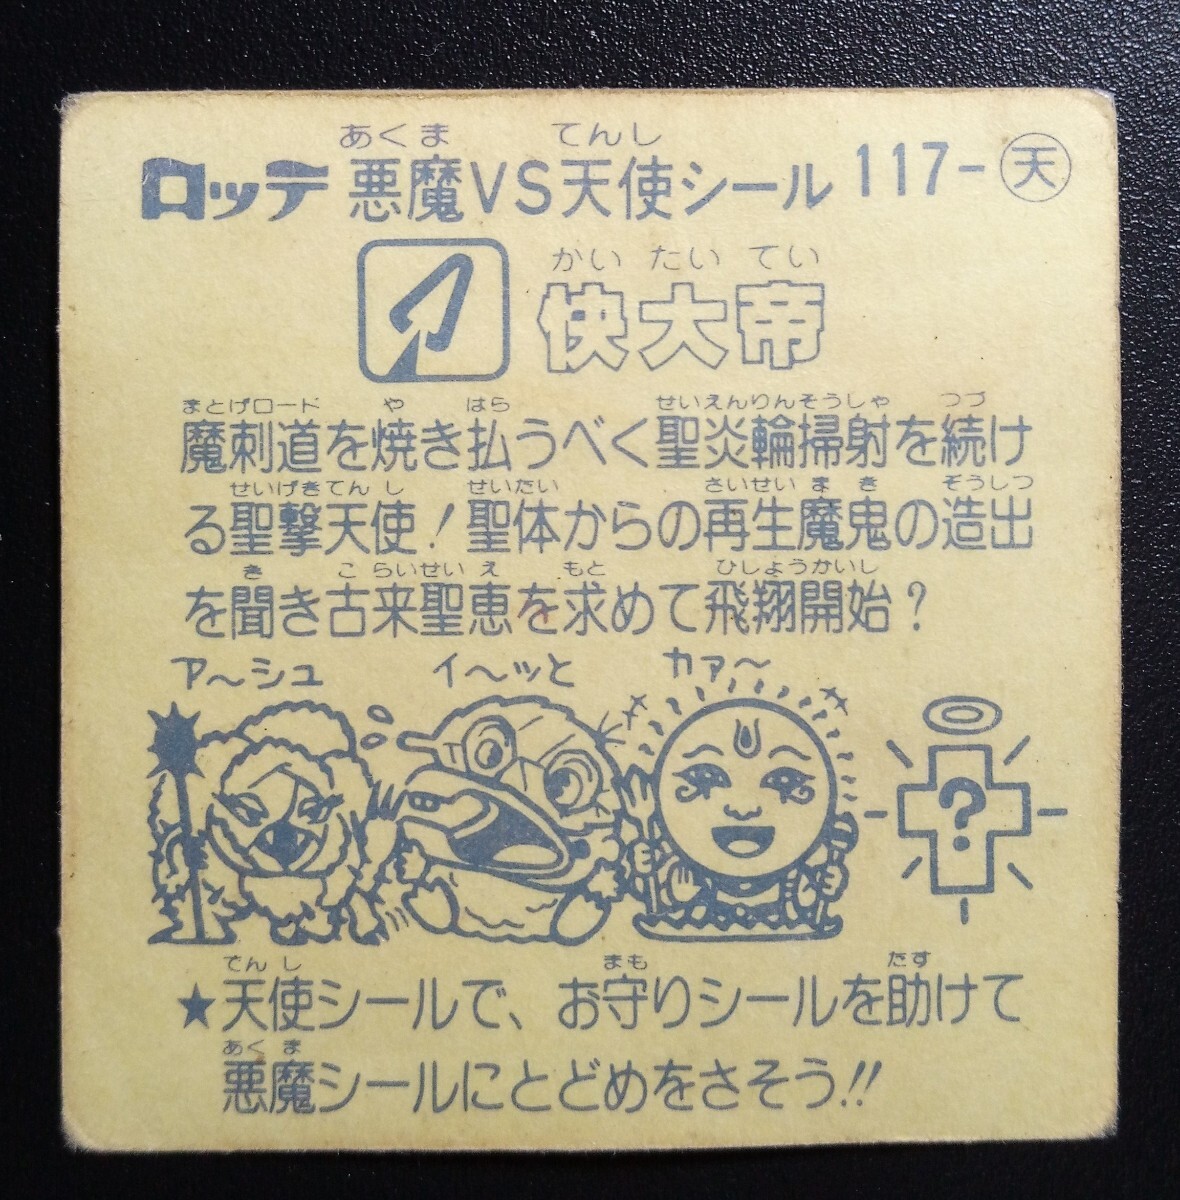 あくま てんし
ロッテ 悪魔VS天使シール 117-天
かいたいてい
快大帝
まとげロード や はら せいえんりんそうしゃ つづ
魔刺道を焼き払うべく聖炎輪掃射を続け
せいげきてんし せいたい さいせいまき ぞうしつ
る聖撃天使!聖体からの再生魔鬼の造出
き こらいせいえ もと ひしょうかいし
を聞き古来聖恵を求めて飛翔開始?
ア〜シュ イ〜ッと カァ〜
?
てんし まも たす
★天使シールで、お守りシールを助けて
あくま
悪魔シールにとどめをさそう!!